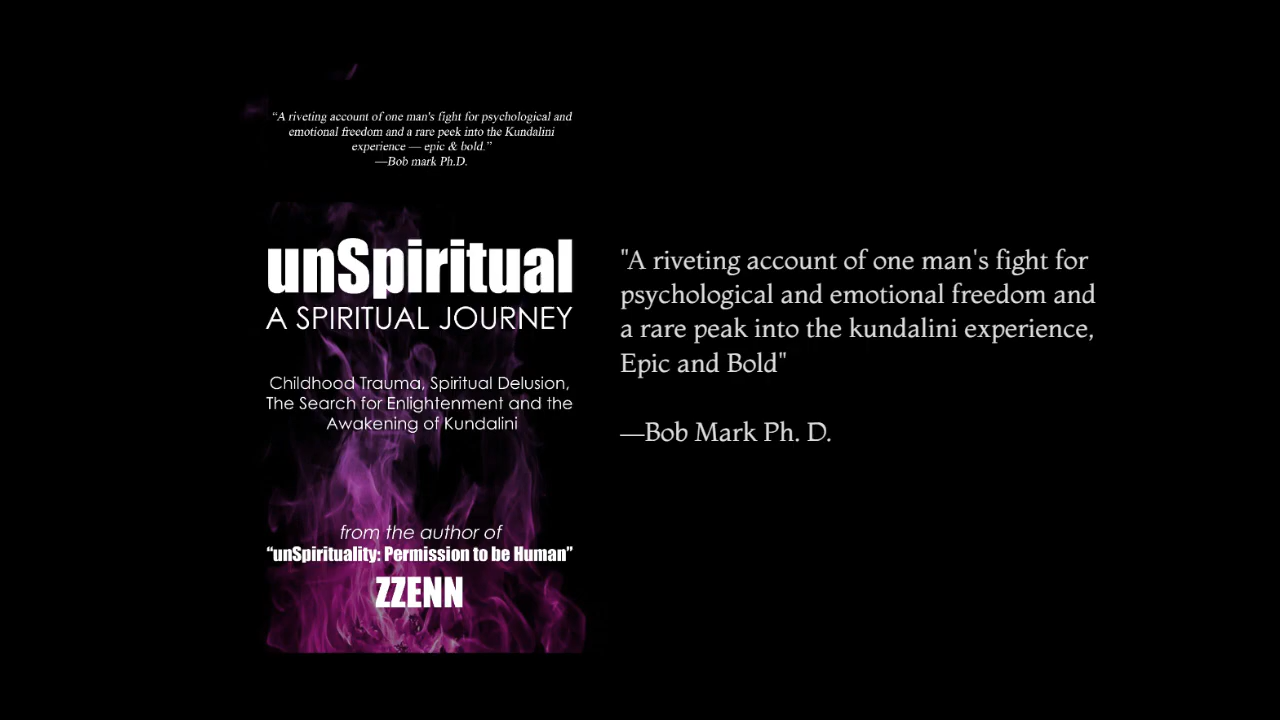 “A riveting account of one man's fight for psychological and
emotional freedom and a rare peek into the Kundalini
experience — epic & bold.”
—Bob mark Ph.D.
unSpiritual
A SPIRITUAL JOURNEY
Childhood Trauma, Spiritual Delusion,
The Search for Enlightenment and the
Awakening of Kundalini
from the author of
“unSpirituality: Permission to be Human”
ZZENN
"A riveting account of one man's fight for
psychological and emotional freedom and
a rare peak into the kundalini experience,
Epic and Bold"
—Bob Mark Ph. D.